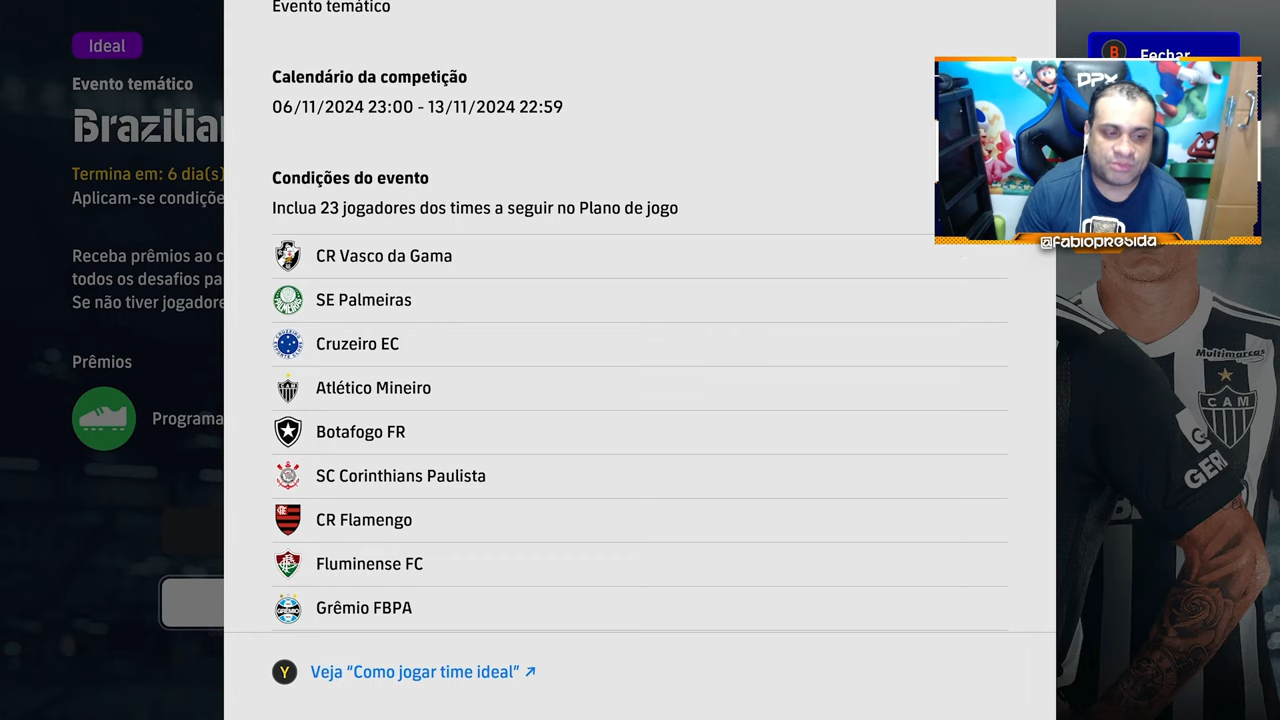 Ideal
Evento temático
Brazilian
Termina em: 6 dia(s)
Aplicam-se condiçõe
Receba prêmios ao c
todos os desafios pa
Se não tiver jogadore
Prêmios
Programa
Evento temático
Calendário da competição
06/11/2024 23:00 - 13/11/2024 22:59
Condições do evento
Inclua 23 jogadores dos times a seguir no Plano de jogo
CR Vasco da Gama
SE Palmeiras
Cruzeiro EC
Atlético Mineiro
Botafogo FR
SC Corinthians Paulista
CR Flamengo
Fluminense FC
Grêmio FBPA
Y Veja “Como jogar time ideal”
B Fechar
DPX
@fabiopresida
Multimarcas
CAM